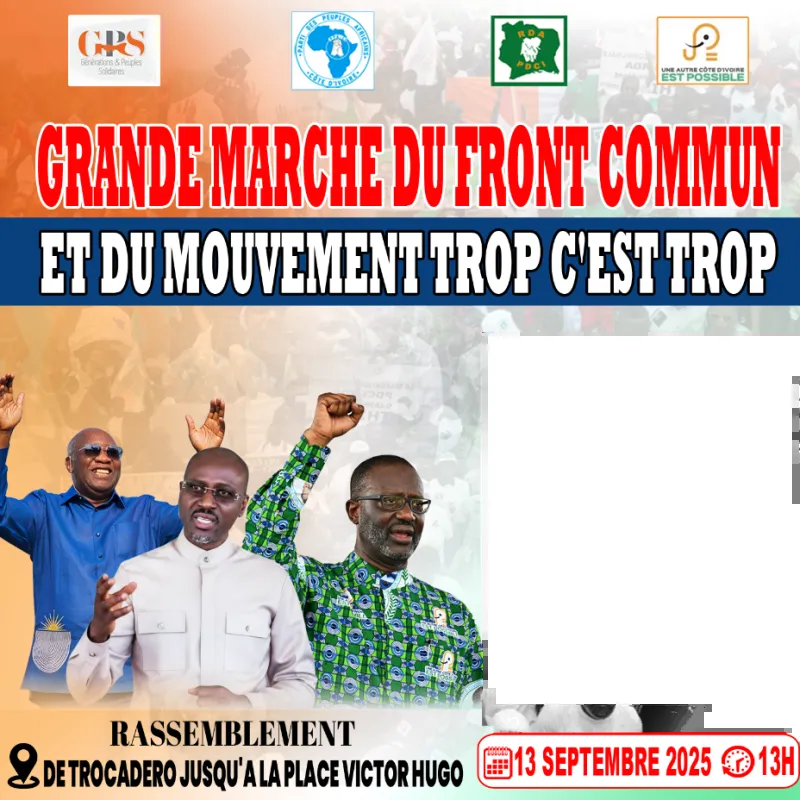 GPS
Générations & Peuples
Solidaires
PARTI DES PEUPLES AFRICAINS
CÔTE D'IVOIRE
RDA
PDCI
UNE AUTRE CÔTE D'IVOIRE
EST POSSIBLE
GRANDE MARCHE DU FRONT COMMUN
ET DU MOUVEMENT TROP C'EST TROP
RASSEMBLEMENT
DE TROCADERO JUSQU'A LA PLACE VICTOR HUGO
13 SEPTEMBRE 2025
13H